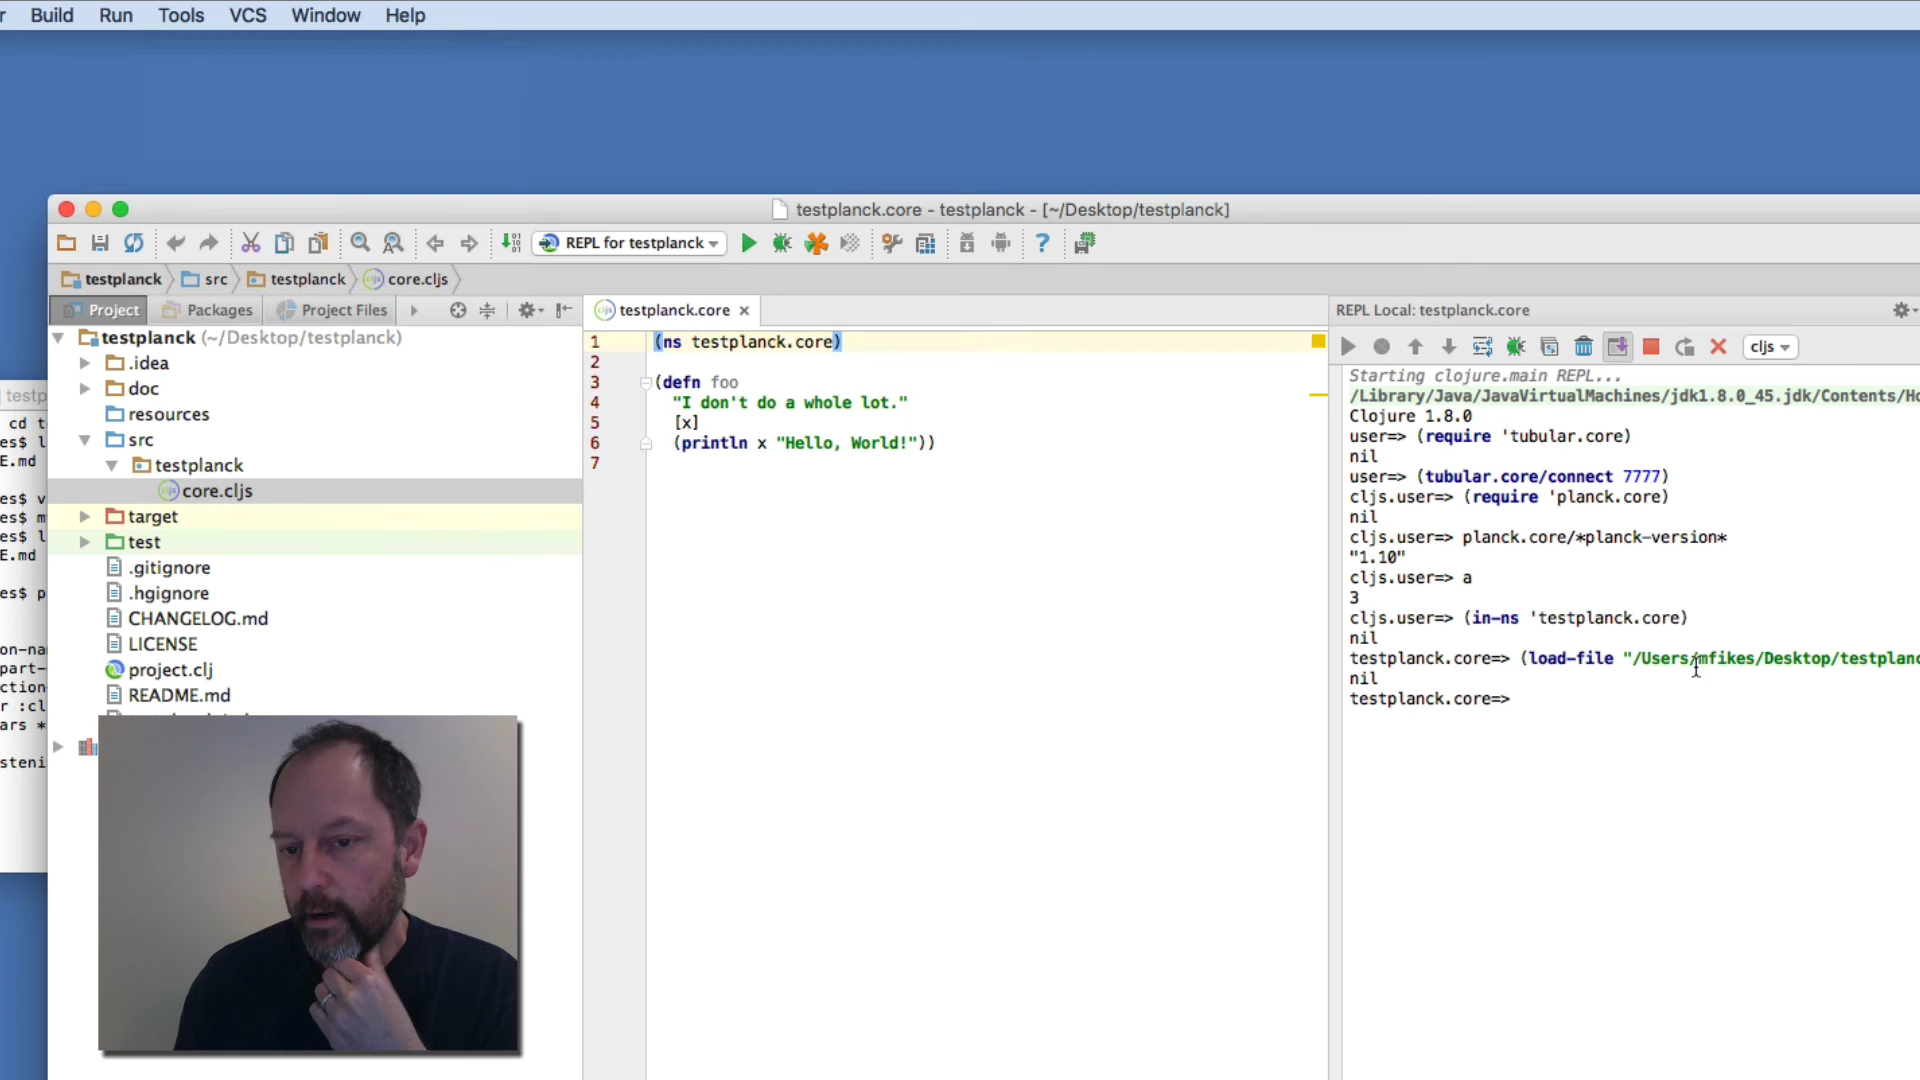 Build Run Tools VCS Window Help
testplanck.core - testplanck - [~/Desktop/testplanck]
REPL for testplanck
testplanck src testplanck core.cljs
Project Packages Project Files
testplanck (~/Desktop/testplanck)
.idea
doc
resources
src
testplanck
core.cljs
target
test
.gitignore
.hgignore
CHANGELOG.md
LICENSE
project.clj
README.md
testplanck.core
1 (ns testplanck.core)
2
3 (defn foo
4 "I don't do a whole lot."
5 [x]
6 (println x "Hello, World!"))
7
REPL Local: testplanck.core
cljs
Starting clojure.main REPL...
/Library/Java/JavaVirtualMachines/jdk1.8.0_45.jdk/Contents/Ho
Clojure 1.8.0
user=> (require 'tubular.core)
nil
user=> (tubular.core/connect 7777)
cljs.user=> (require 'planck.core)
nil
cljs.user=> planck.core/*planck-version*
"1.10"
cljs.user=> a
3
cljs.user=> (in-ns 'testplanck.core)
nil
testplanck.core=> (load-file "/Users/mfikes/Desktop/testplanc
nil
testplanck.core=>
testp
cd t
es$ l
E.md
es$ v
es$ m
es$ l
E.md
es$ p
on-na
part-
ction-
r :cl
ars *
steni